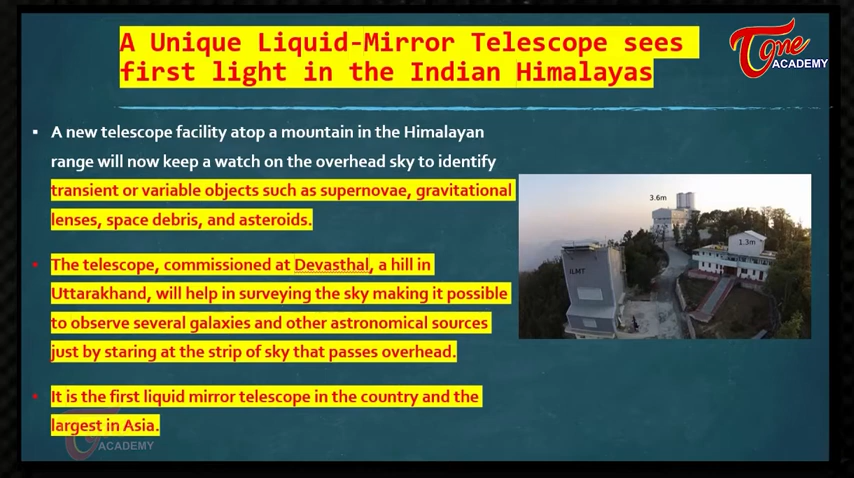 A Unique Liquid-Mirror Telescope sees
first light in the Indian Himalayas
Tone
ACADEMY
A new telescope facility atop a mountain in the Himalayan
range will now keep a watch on the overhead sky to identify
transient or variable objects such as supernovae, gravitational
lenses, space debris, and asteroids.
The telescope, commissioned at Devasthal, a hill in
Uttarakhand, will help in surveying the sky making it possible
to observe several galaxies and other astronomical sources
just by staring at the strip of sky that passes overhead.
It is the first liquid mirror telescope in the country and the
largest in Asia.
3.6m
1.3m
ILMT
ACADEMY